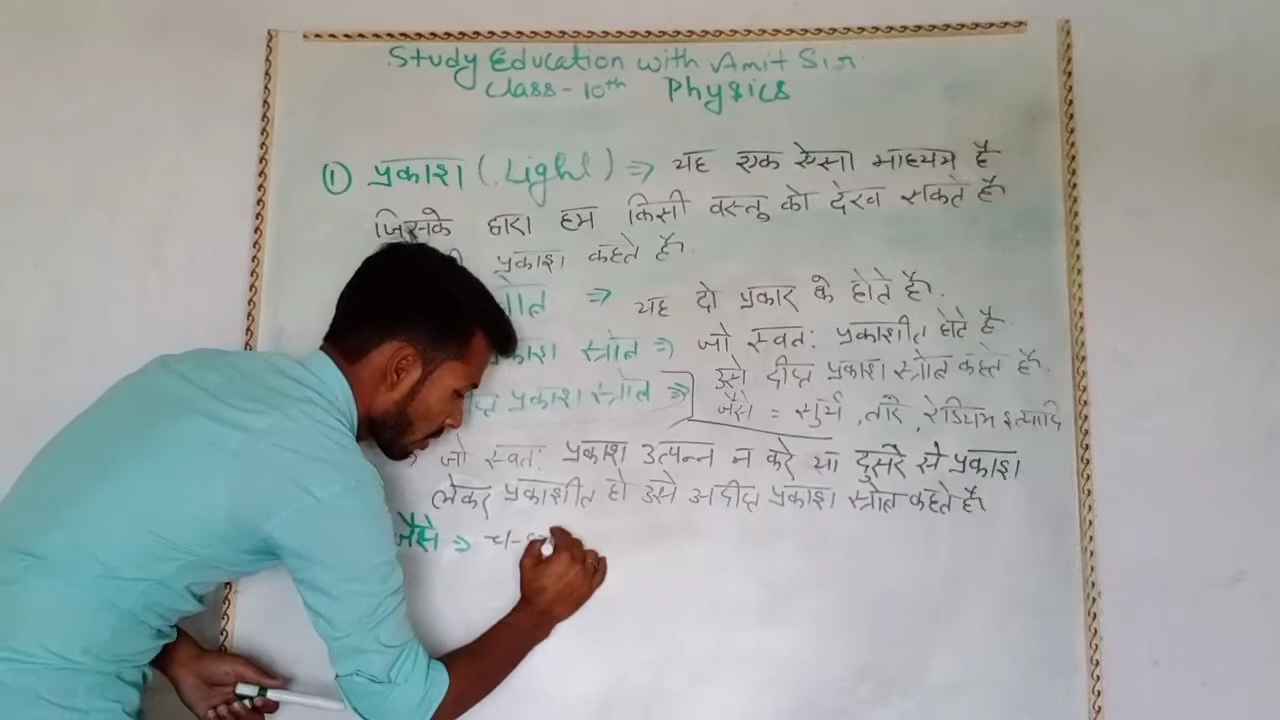 Study Education with Amit Sir
Class-10th Physics
① प्रकाश (Light) ⇒ यह एक ऐसा माध्यम है
जिसके द्वारा हम किसी वस्तु को देख सकते है
प्रकाश कहते है।
⇒ यह दो प्रकार के होते है।
स्त्रोत ⇒ जो स्वतः प्रकाशीत होते है
प्रकाश स्त्रोत ⇒ उसे दीप्त प्रकाश स्त्रोत कहते है।
जैसे = सुर्य, तारे, रेडियम इत्यादि
जो स्वतः प्रकाश उत्पन्न न करे या दुसरे से प्रकाश
लेकर प्रकाशीत हो उसे अदीप्त प्रकाश स्त्रोत कहते है।
जैसे ⇒